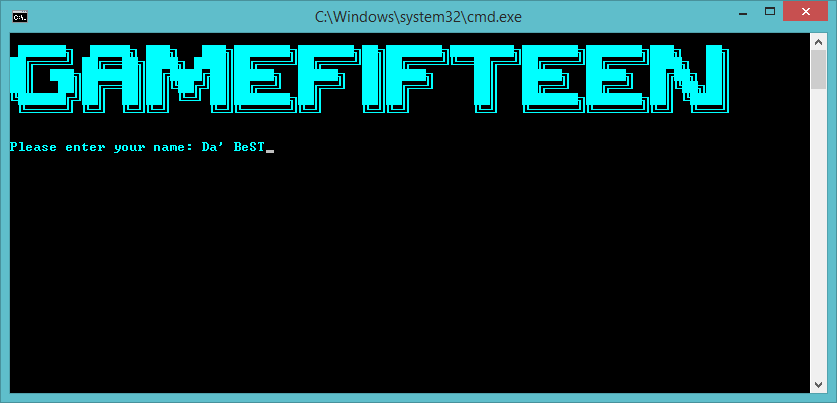 C:\Windows\system32\cmd.exe
GAMEFIFTEEN
Please enter your name: Da' BeST